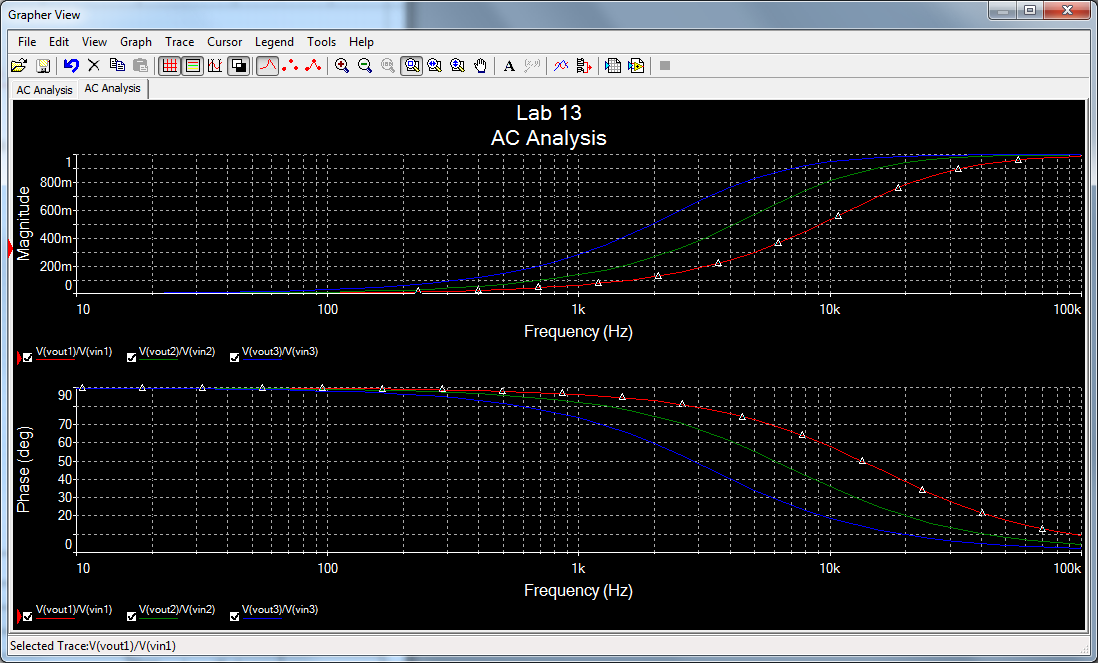 Grapher View
File Edit View Graph Trace Cursor Legend Tools Help
A
AC Analysis AC Analysis
Lab 13
AC Analysis
Magnitude
1
800m
600m
400m
200m
0
10 100 1k 10k 100k
Frequency (Hz)
V(vout1)/V(vin1) V(vout2)/V(vin2) V(vout3)/V(vin3)
Phase (deg)
90
70
60
50
40
30
20
0
10 100 1k 10k 100k
Frequency (Hz)
V(vout1)/V(vin1) V(vout2)/V(vin2) V(vout3)/V(vin3)
Selected Trace:V(vout1)/V(vin1)